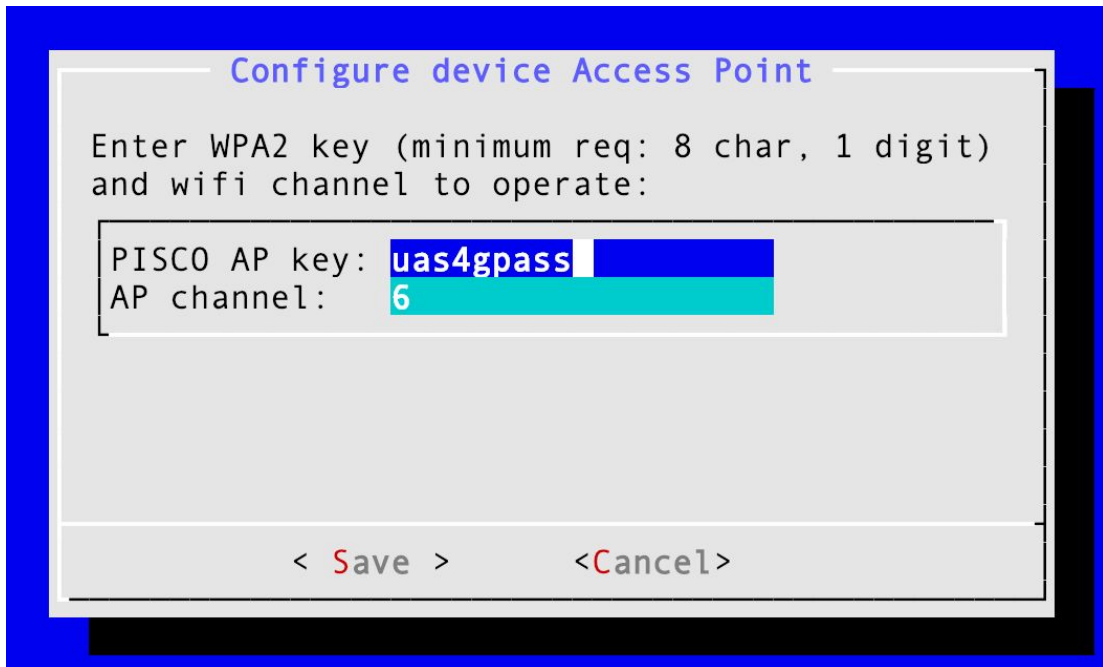 Configure device Access Point
Enter WPA2 key (minimum req: 8 char, 1 digit)
and wifi channel to operate:
PISCO AP key: uas4gpass
AP channel: 6
< Save > <Cancel>